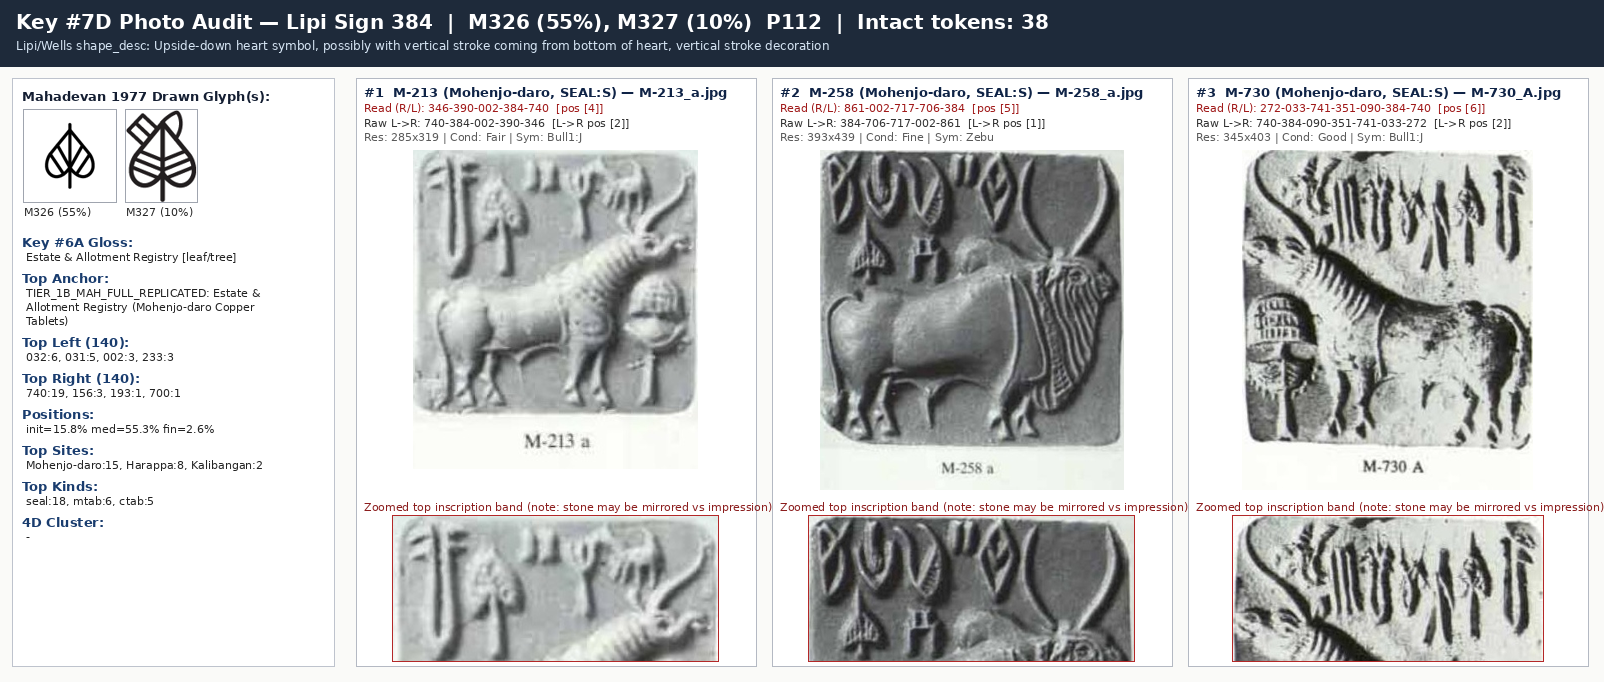 Key #7D Photo Audit — Lipi Sign 384 | M326 (55%), M327 (10%) P112 | Intact tokens: 38
Lipi/Wells shape_desc: Upside-down heart symbol, possibly with vertical stroke coming from bottom of heart, vertical stroke decoration
Mahadevan 1977 Drawn Glyph(s):
M326 (55%) M327 (10%)
Key #6A Gloss:
Estate & Allotment Registry [leaf/tree]
Top Anchor:
TIER_1B_MAH_FULL_REPLICATED: Estate &
Allotment Registry (Mohenjo-daro Copper
Tablets)
Top Left (140):
032:6, 031:5, 002:3, 233:3
Top Right (140):
740:19, 156:3, 193:1, 700:1
Positions:
init=15.8% med=55.3% fin=2.6%
Top Sites:
Mohenjo-daro:15, Harappa:8, Kalibangan:2
Top Kinds:
seal:18, mtab:6, ctab:5
4D Cluster:
-
#1 M-213 (Mohenjo-daro, SEAL:S) — M-213_a.jpg
Read (R/L): 346-390-002-384-740 [pos [4]]
Raw L->R: 740-384-002-390-346 [L->R pos [2]]
Res: 285x319 | Cond: Fair | Sym: Bull1:J
M-213 a
Zoomed top inscription band (note: stone may be mirrored vs impression)
#2 M-258 (Mohenjo-daro, SEAL:S) — M-258_a.jpg
Read (R/L): 861-002-717-706-384 [pos [5]]
Raw L->R: 384-706-717-002-861 [L->R pos [1]]
Res: 393x439 | Cond: Fine | Sym: Zebu
M-258 a
Zoomed top inscription band (note: stone may be mirrored vs impression)
#3 M-730 (Mohenjo-daro, SEAL:S) — M-730_A.jpg
Read (R/L): 272-033-741-351-090-384-740 [pos [6]]
Raw L->R: 740-384-090-351-741-033-272 [L->R pos [2]]
Res: 345x403 | Cond: Good | Sym: Bull1:J
M-730 A
Zoomed top inscription band (note: stone may be mirrored vs impression)